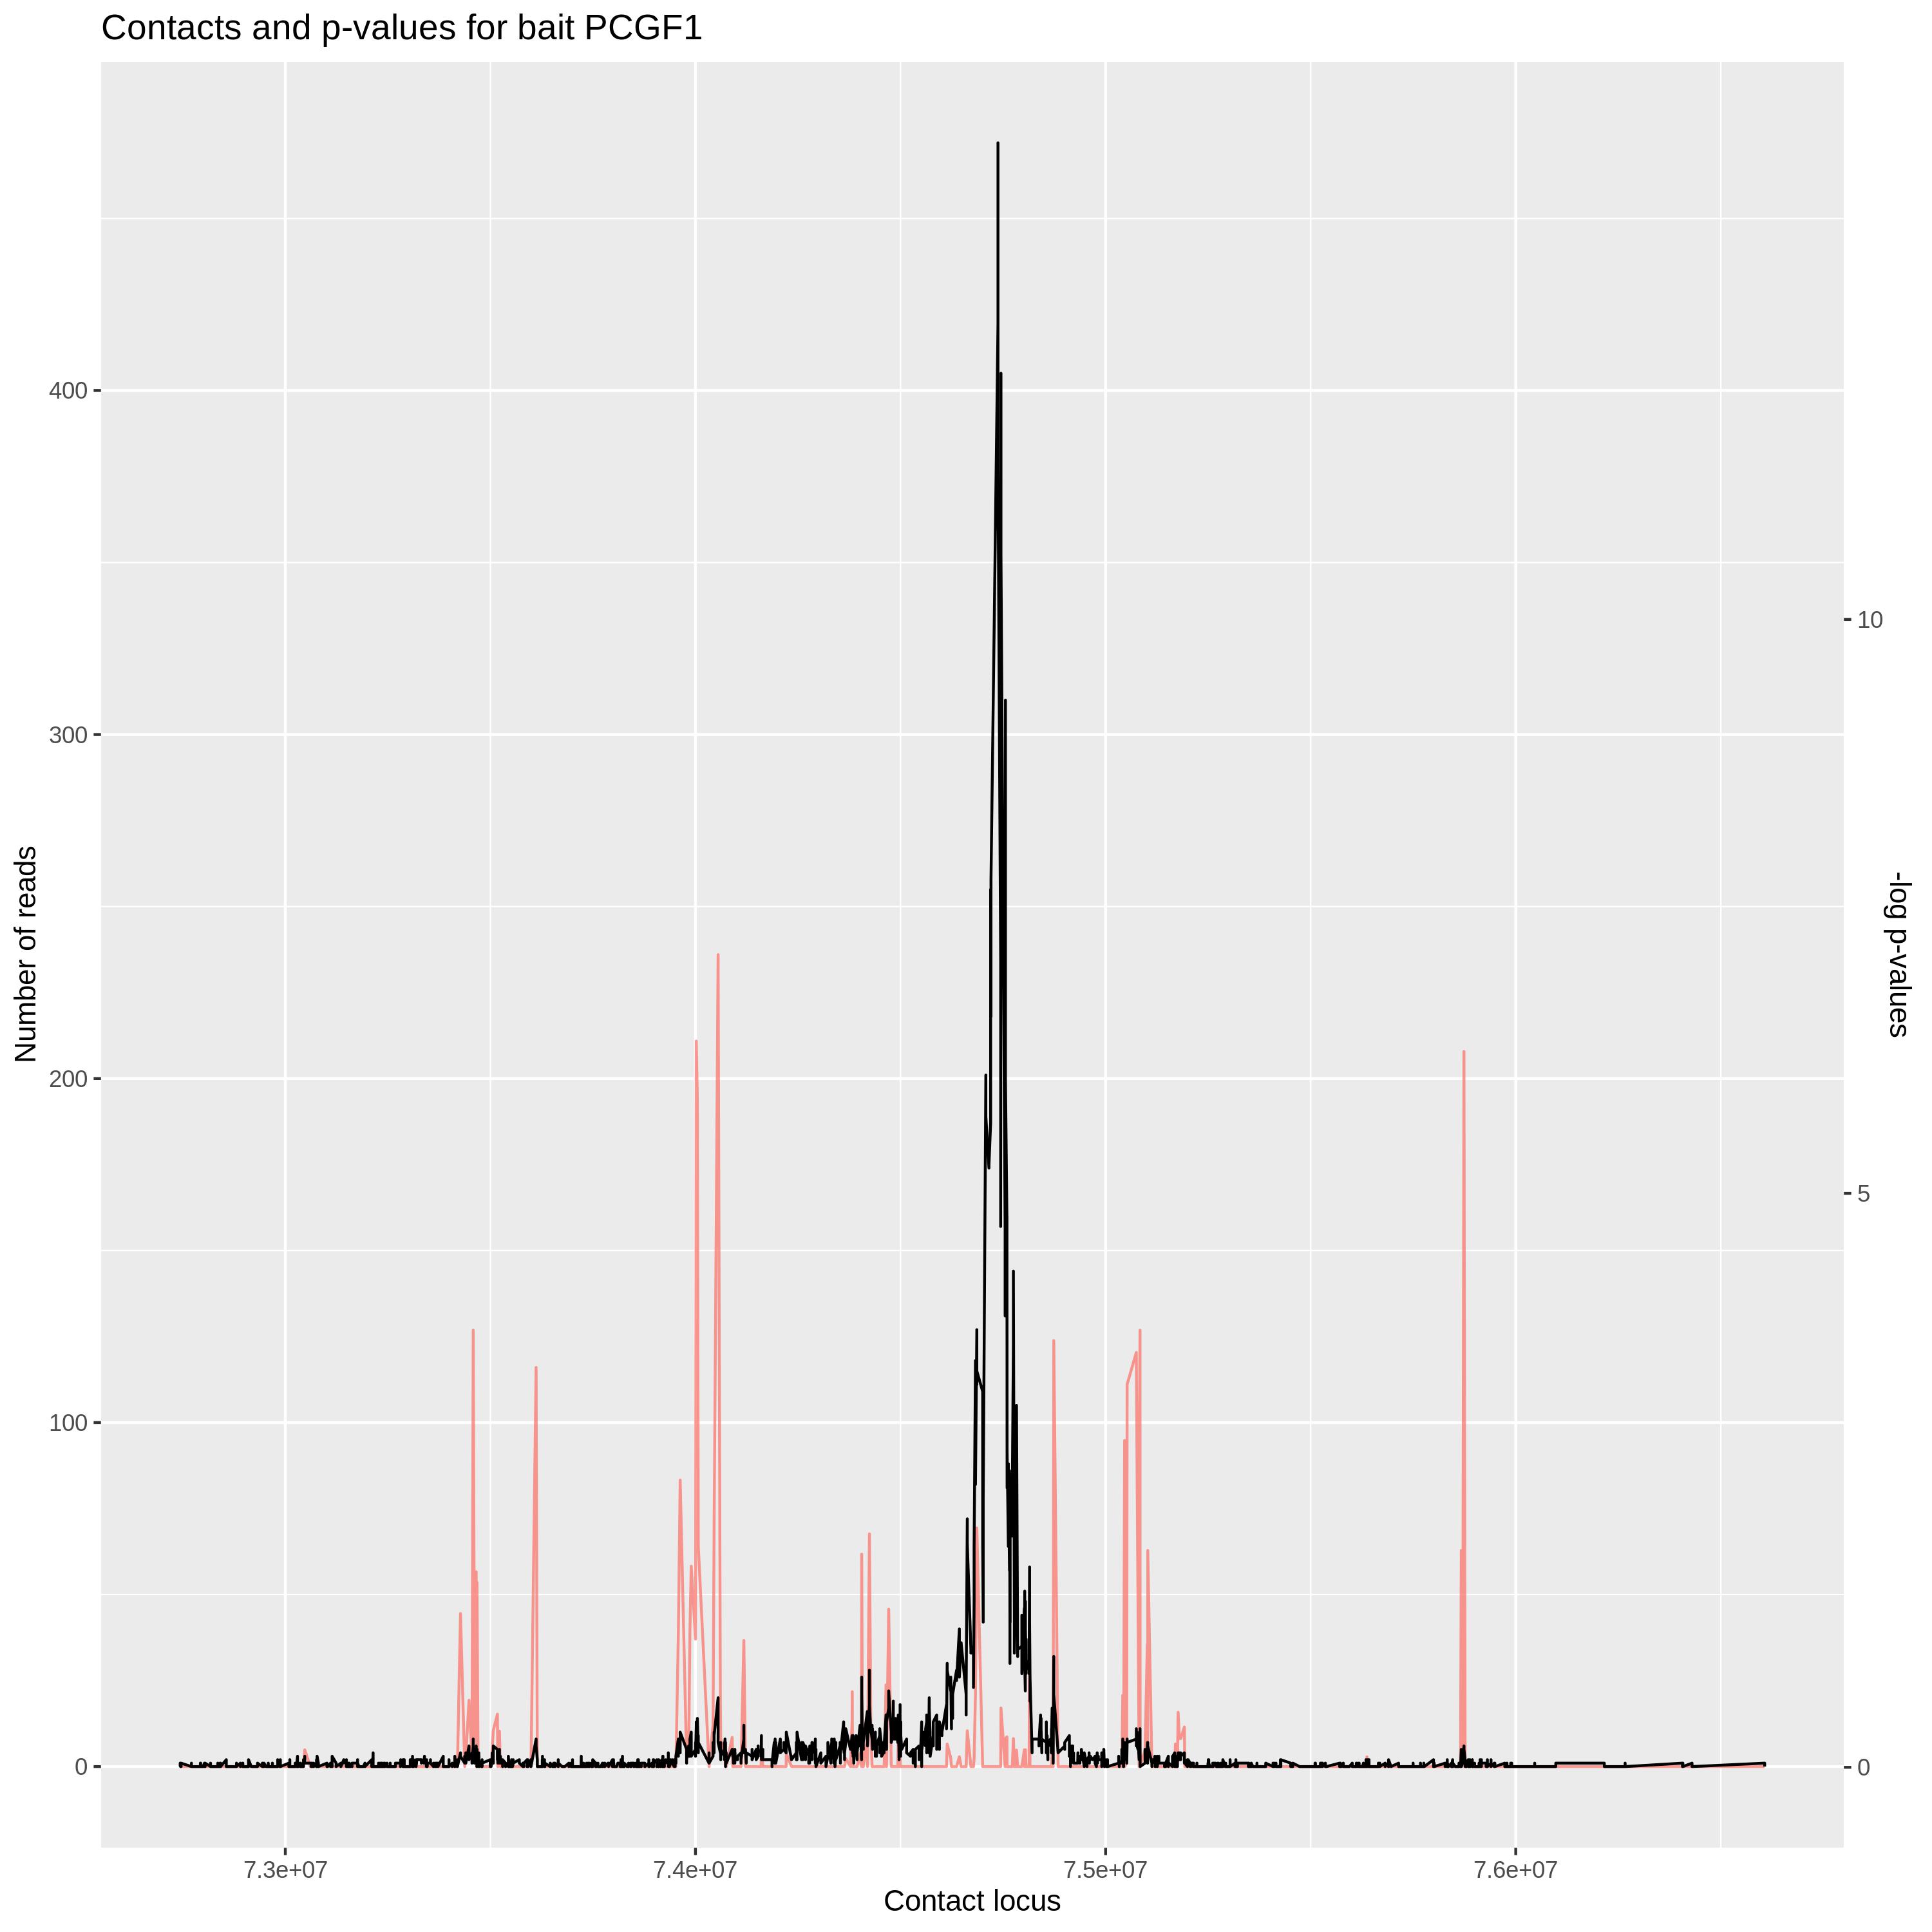 Contacts and p-values for bait PCGF1
400
300
200
100
0
Number of reads
10
5
0
-log p-values
7.3e+07
7.4e+07
7.5e+07
7.6e+07
Contact locus